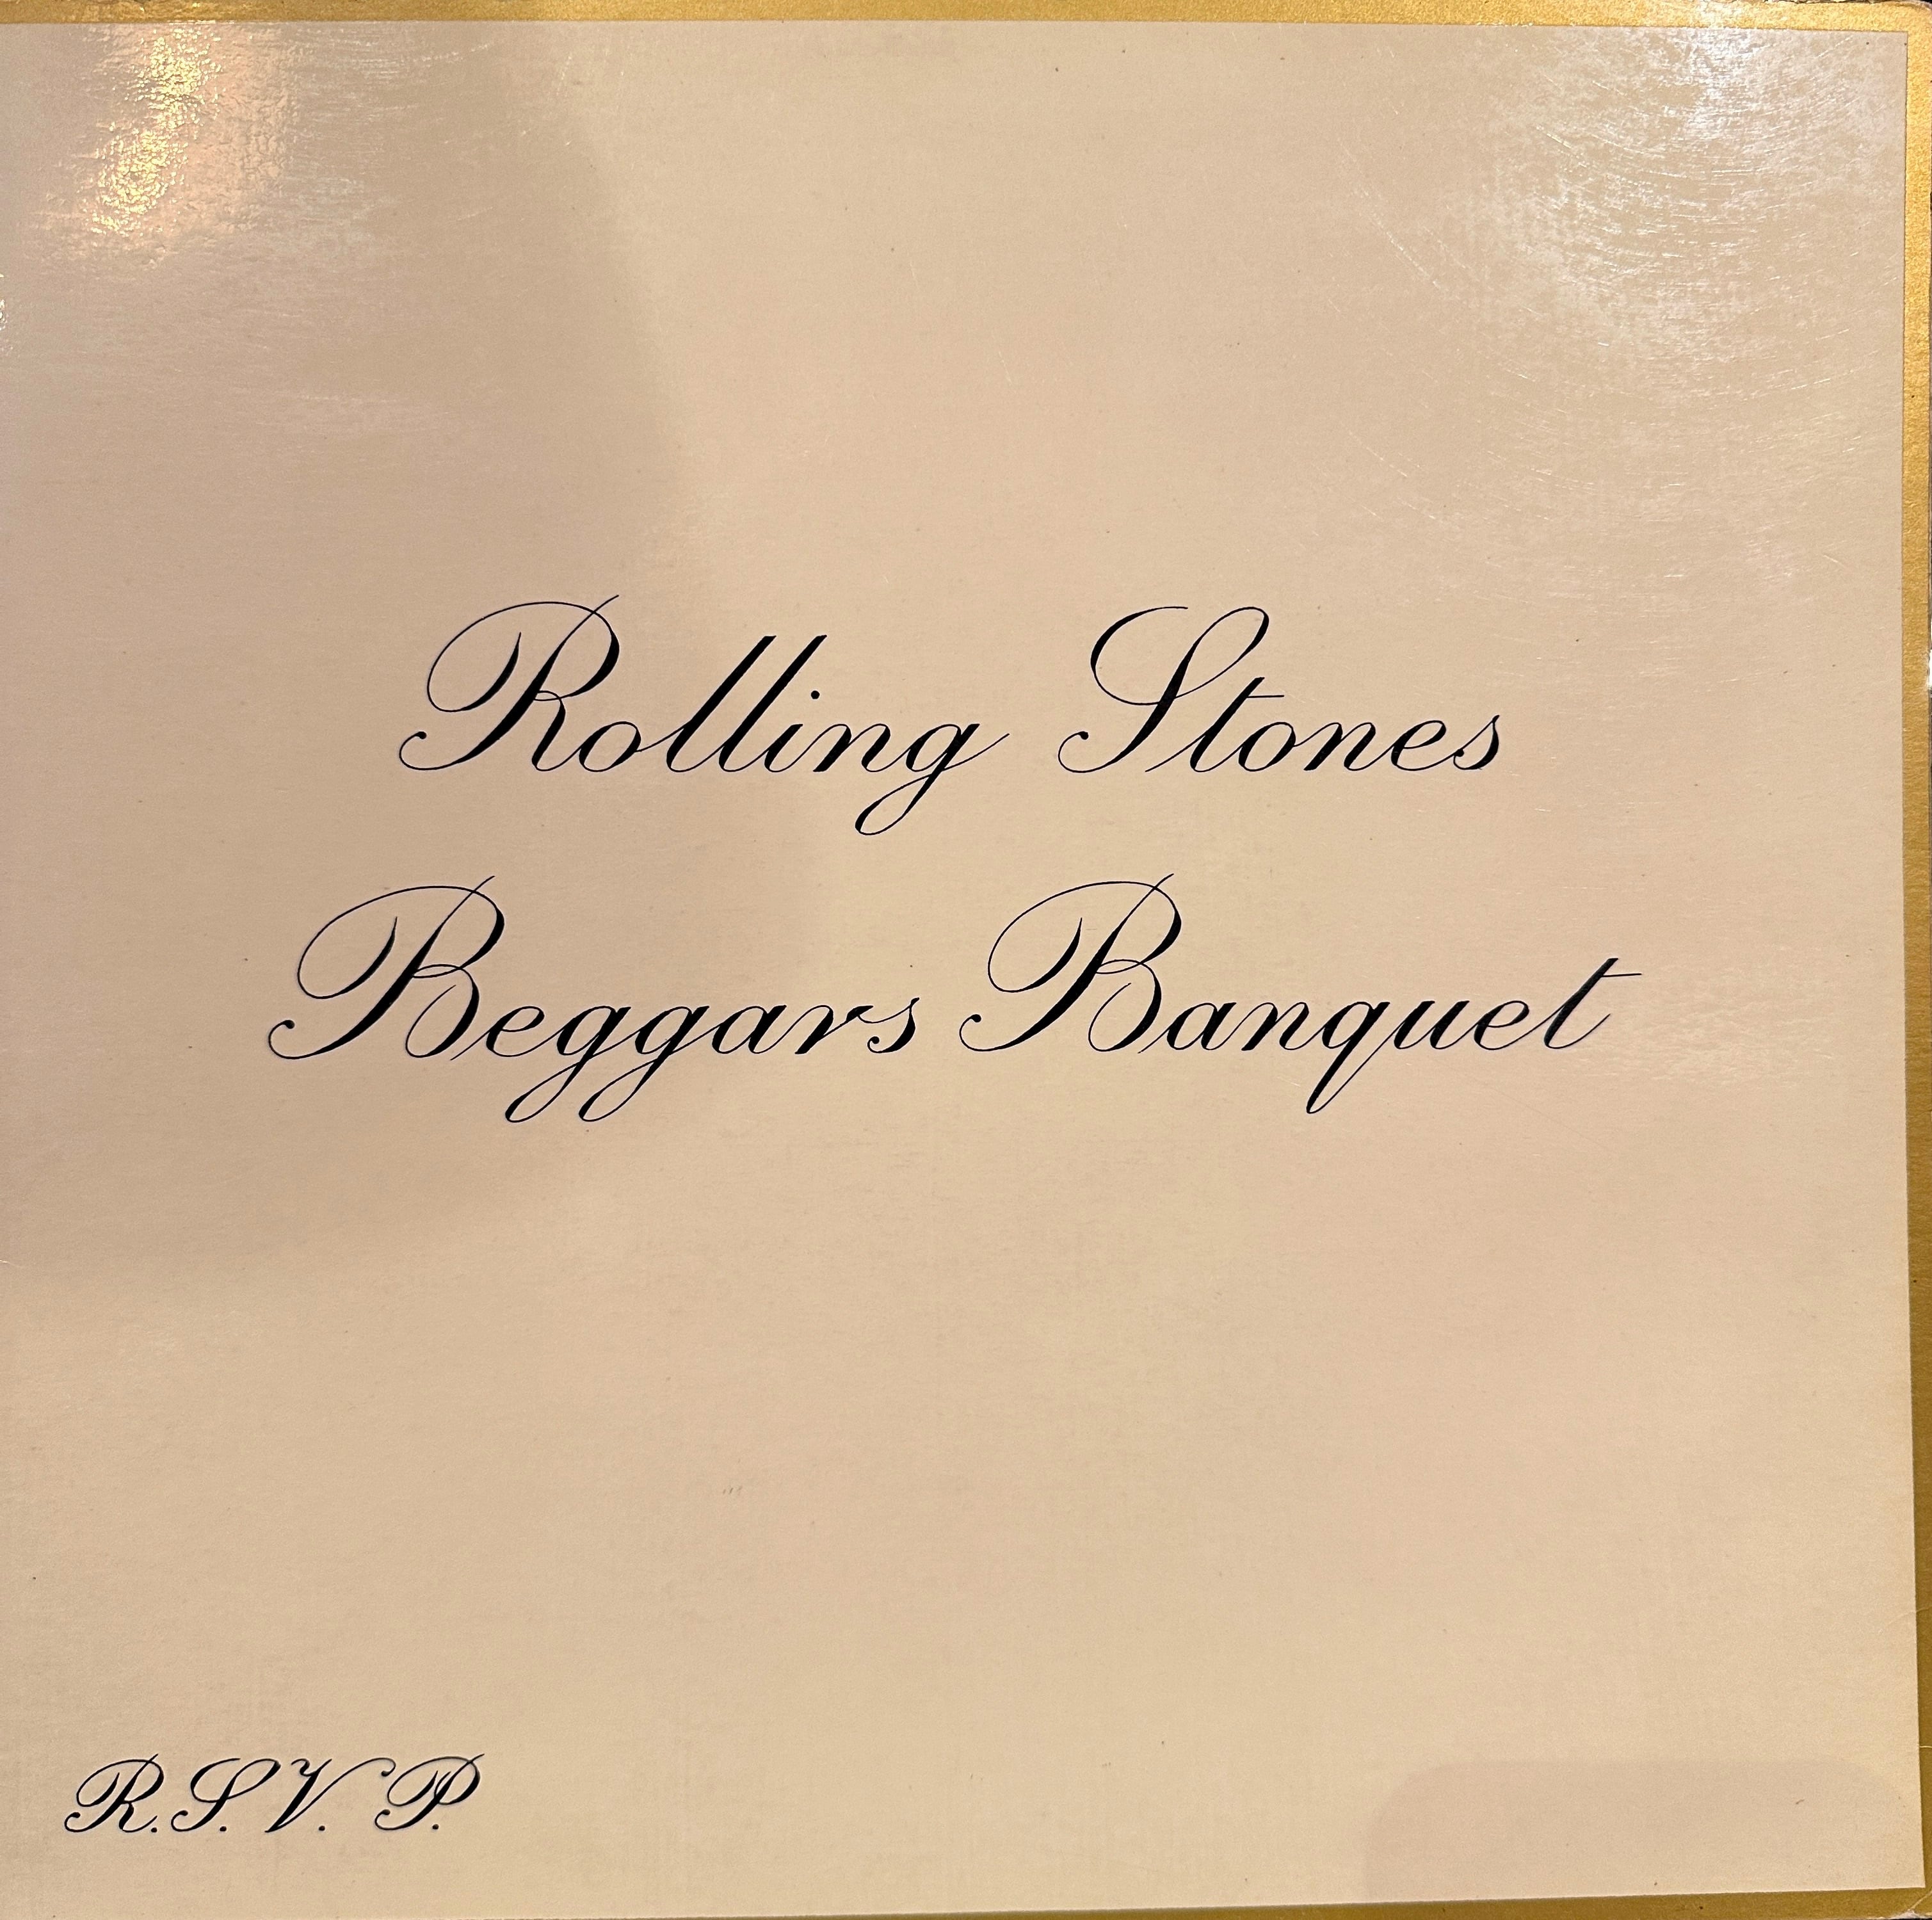 Rolling Stones
Beggars Banquet
R.S.V.P.